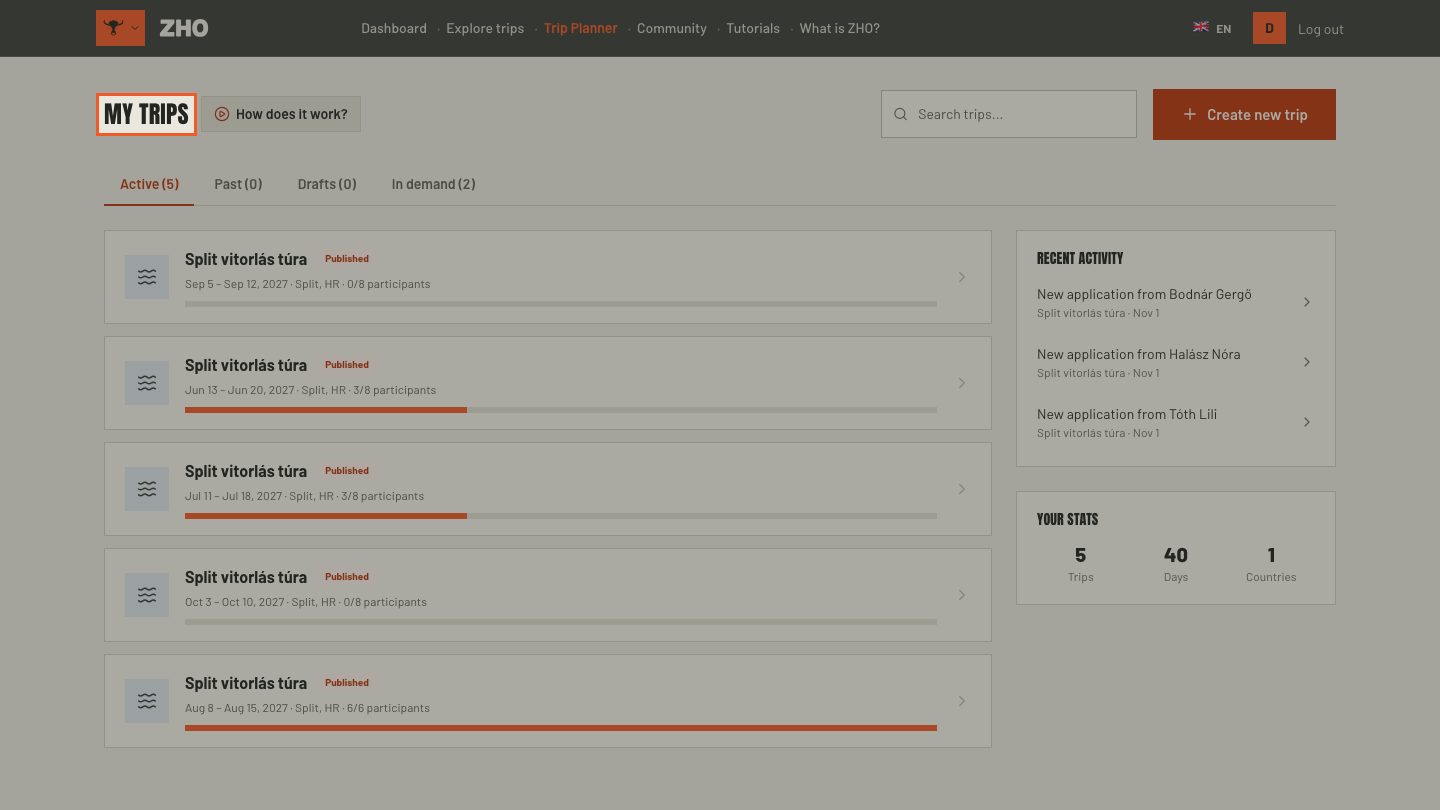 ZHO
Dashboard · Explore trips · Trip Planner · Community · Tutorials · What is ZHO?
EN
D
Log out
MY TRIPS
How does it work?
Search trips...
Create new trip
Active (5)
Past (0)
Drafts (0)
In demand (2)
Split vitorlás túra
Published
Sep 5 – Sep 12, 2027 · Split, HR · 0/8 participants
Split vitorlás túra
Published
Jun 13 – Jun 20, 2027 · Split, HR · 3/8 participants
Split vitorlás túra
Published
Jul 11 – Jul 18, 2027 · Split, HR · 3/8 participants
Split vitorlás túra
Published
Oct 3 – Oct 10, 2027 · Split, HR · 0/8 participants
Split vitorlás túra
Published
Aug 8 – Aug 15, 2027 · Split, HR · 6/6 participants
RECENT ACTIVITY
New application from Bodnár Gergő
Split vitorlás túra · Nov 1
New application from Halász Nóra
Split vitorlás túra · Nov 1
New application from Tóth Lili
Split vitorlás túra · Nov 1
YOUR STATS
5
Trips
40
Days
1
Countries